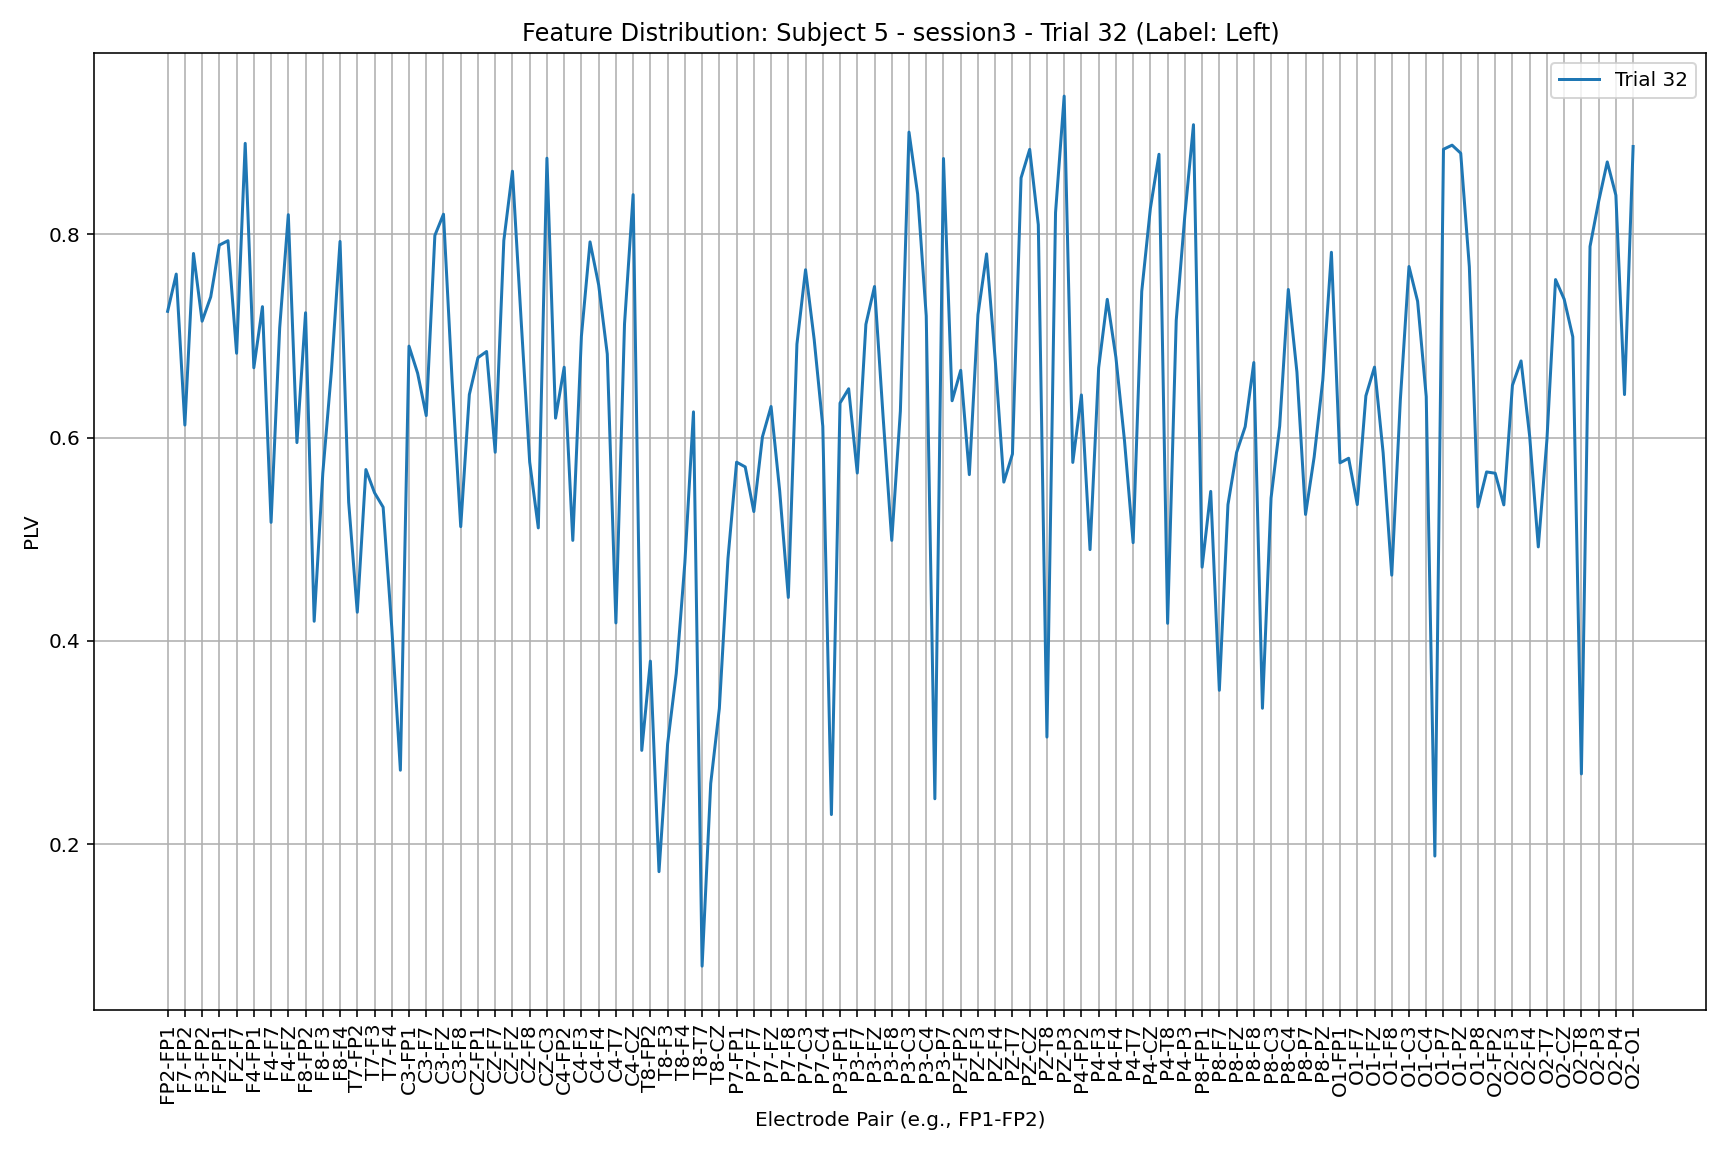 Feature Distribution: Subject 5 - session3 - Trial 32 (Label: Left)
Trial 32
PLV
0.8
0.6
0.4
0.2
FP2-FP1
F7-FP2
F3-FP2
FZ-FP1
FZ-F7
F4-FP1
F4-F7
F4-FZ
F8-FP2
F8-F3
F8-F4
T7-FP2
T7-F3
T7-F4
C3-FP1
C3-F7
C3-FZ
C3-F8
CZ-FP1
CZ-F7
CZ-FZ
CZ-F8
CZ-C3
C4-FP2
C4-F3
C4-F4
C4-T7
C4-CZ
T8-FP2
T8-F3
T8-F4
T8-T7
T8-CZ
P7-FP1
P7-F7
P7-FZ
P7-F8
P7-C3
P7-C4
P3-FP1
P3-F7
P3-FZ
P3-F8
P3-C3
P3-C4
P3-P7
PZ-FP2
PZ-F3
PZ-F4
PZ-T7
PZ-CZ
PZ-T8
PZ-P3
P4-FP2
P4-F3
P4-F4
P4-T7
P4-CZ
P4-T8
P4-P3
P8-FP1
P8-F7
P8-FZ
P8-F8
P8-C3
P8-C4
P8-P7
P8-PZ
O1-FP1
O1-F7
O1-FZ
O1-F8
O1-C3
O1-C4
O1-P7
O1-PZ
O1-P8
O2-FP2
O2-F3
O2-F4
O2-T7
O2-CZ
O2-T8
O2-P3
O2-P4
O2-O1
Electrode Pair (e.g., FP1-FP2)